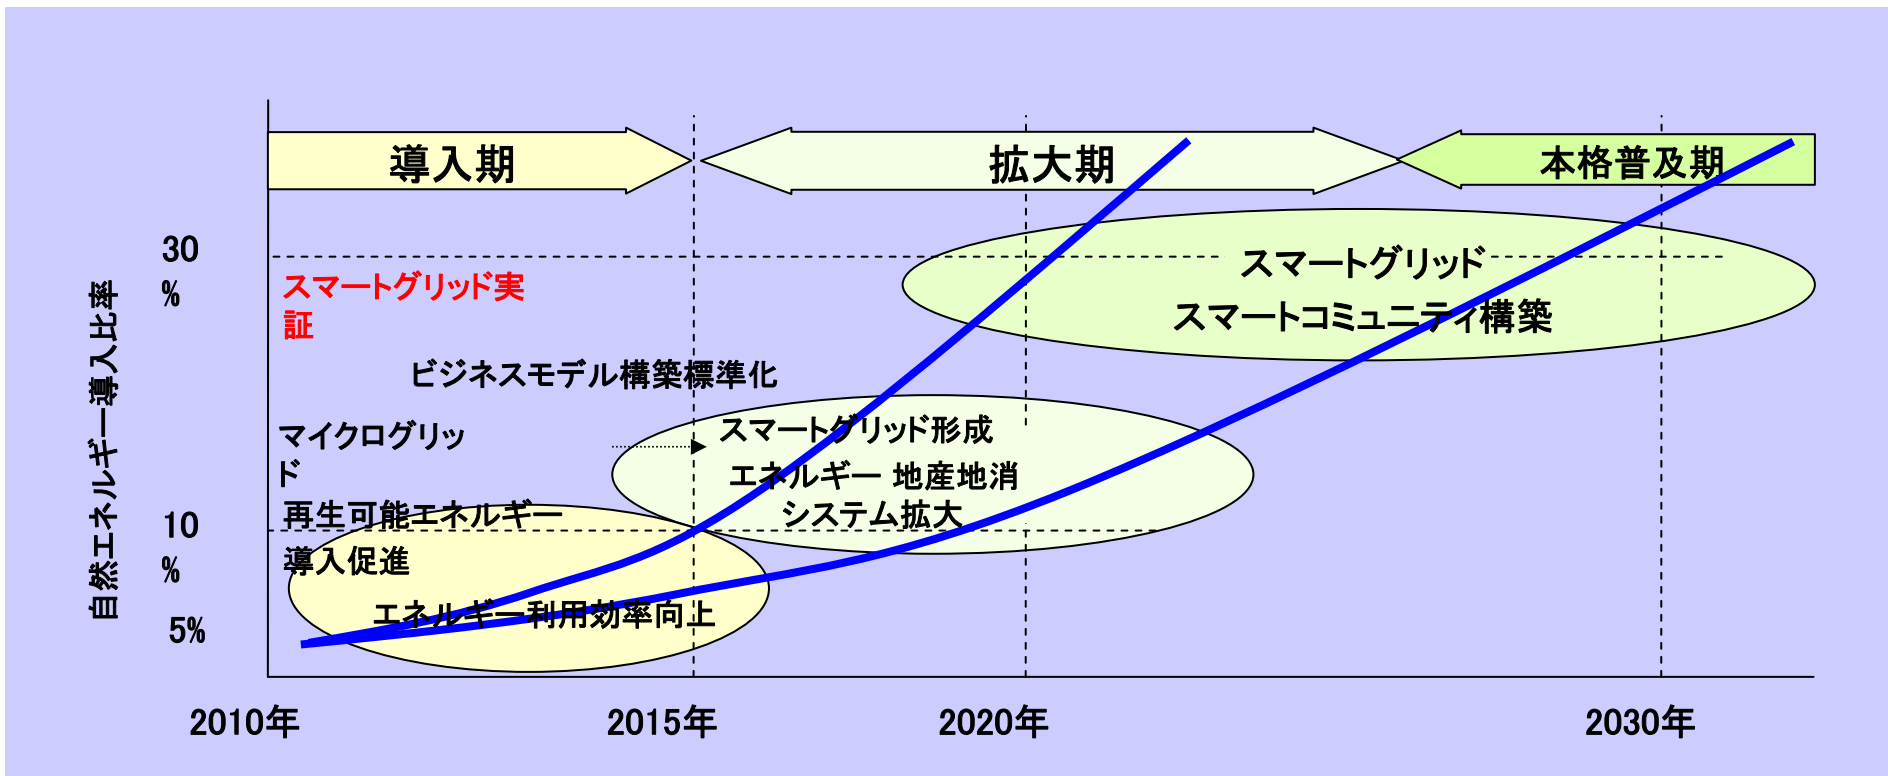 導入期
拡大期
本格普及期
自然エネルギー導入比率
30
%
10
%
5%
スマートグリッド実
証
ビジネスモデル構築標準化
マイクログリッ
ド
再生可能エネルギー
導入促進
エネルギー利用効率向上
スマートグリッド形成
エネルギー 地産地消
システム拡大
スマートグリッド
スマートコミュニティ構築
2010年
2015年
2020年
2030年